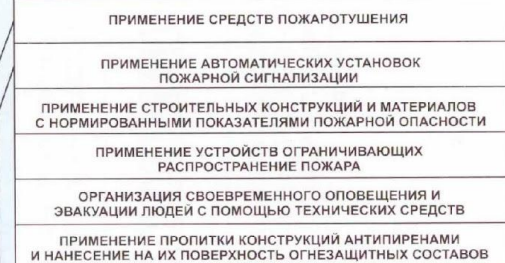 ПРИМЕНЕНИЕ СРЕДСТВ ПОЖАРОТУШЕНИЯ
ПРИМЕНЕНИЕ АВТОМАТИЧЕСКИХ УСТАНОВОК
ПОЖАРНОЙ СИГНАЛИЗАЦИИ
ПРИМЕНЕНИЕ СТРОИТЕЛЬНЫХ КОНСТРУКЦИЙ И МАТЕРИАЛОВ
С НОРМИРОВАННЫМИ ПОКАЗАТЕЛЯМИ ПОЖАРНОЙ ОПАСНОСТИ
ПРИМЕНЕНИЕ УСТРОЙСТВ ОГРАНИЧИВАЮЩИХ
РАСПРОСТРАНЕНИЕ ПОЖАРА
ОРГАНИЗАЦИЯ СВОЕВРЕМЕННОГО ОПОВЕЩЕНИЯ И
ЭВАКУАЦИИ ЛЮДЕЙ С ПОМОЩЬЮ ТЕХНИЧЕСКИХ СРЕДСТВ
ПРИМЕНЕНИЕ ПРОПИТКИ КОНСТРУКЦИЙ АНТИПИРЕНАМИ
И НАНЕСЕНИЕ НА ИХ ПОВЕРХНОСТЬ ОГНЕЗАЩИТНЫХ СОСТАВОВ